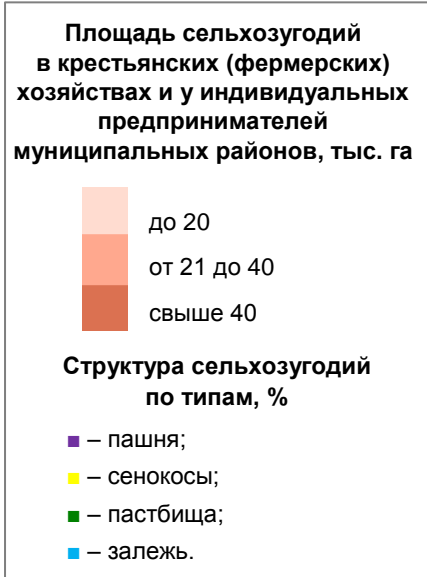 Площадь сельхозугодий
в крестьянских (фермерских)
хозяйствах и у индивидуальных
предпринимателей
муниципальных районов, тыс. га
до 20
от 21 до 40
свыше 40
Структура сельхозугодий
по типам, %
– пашня;
– сенокосы;
– пастбища;
– залежь.